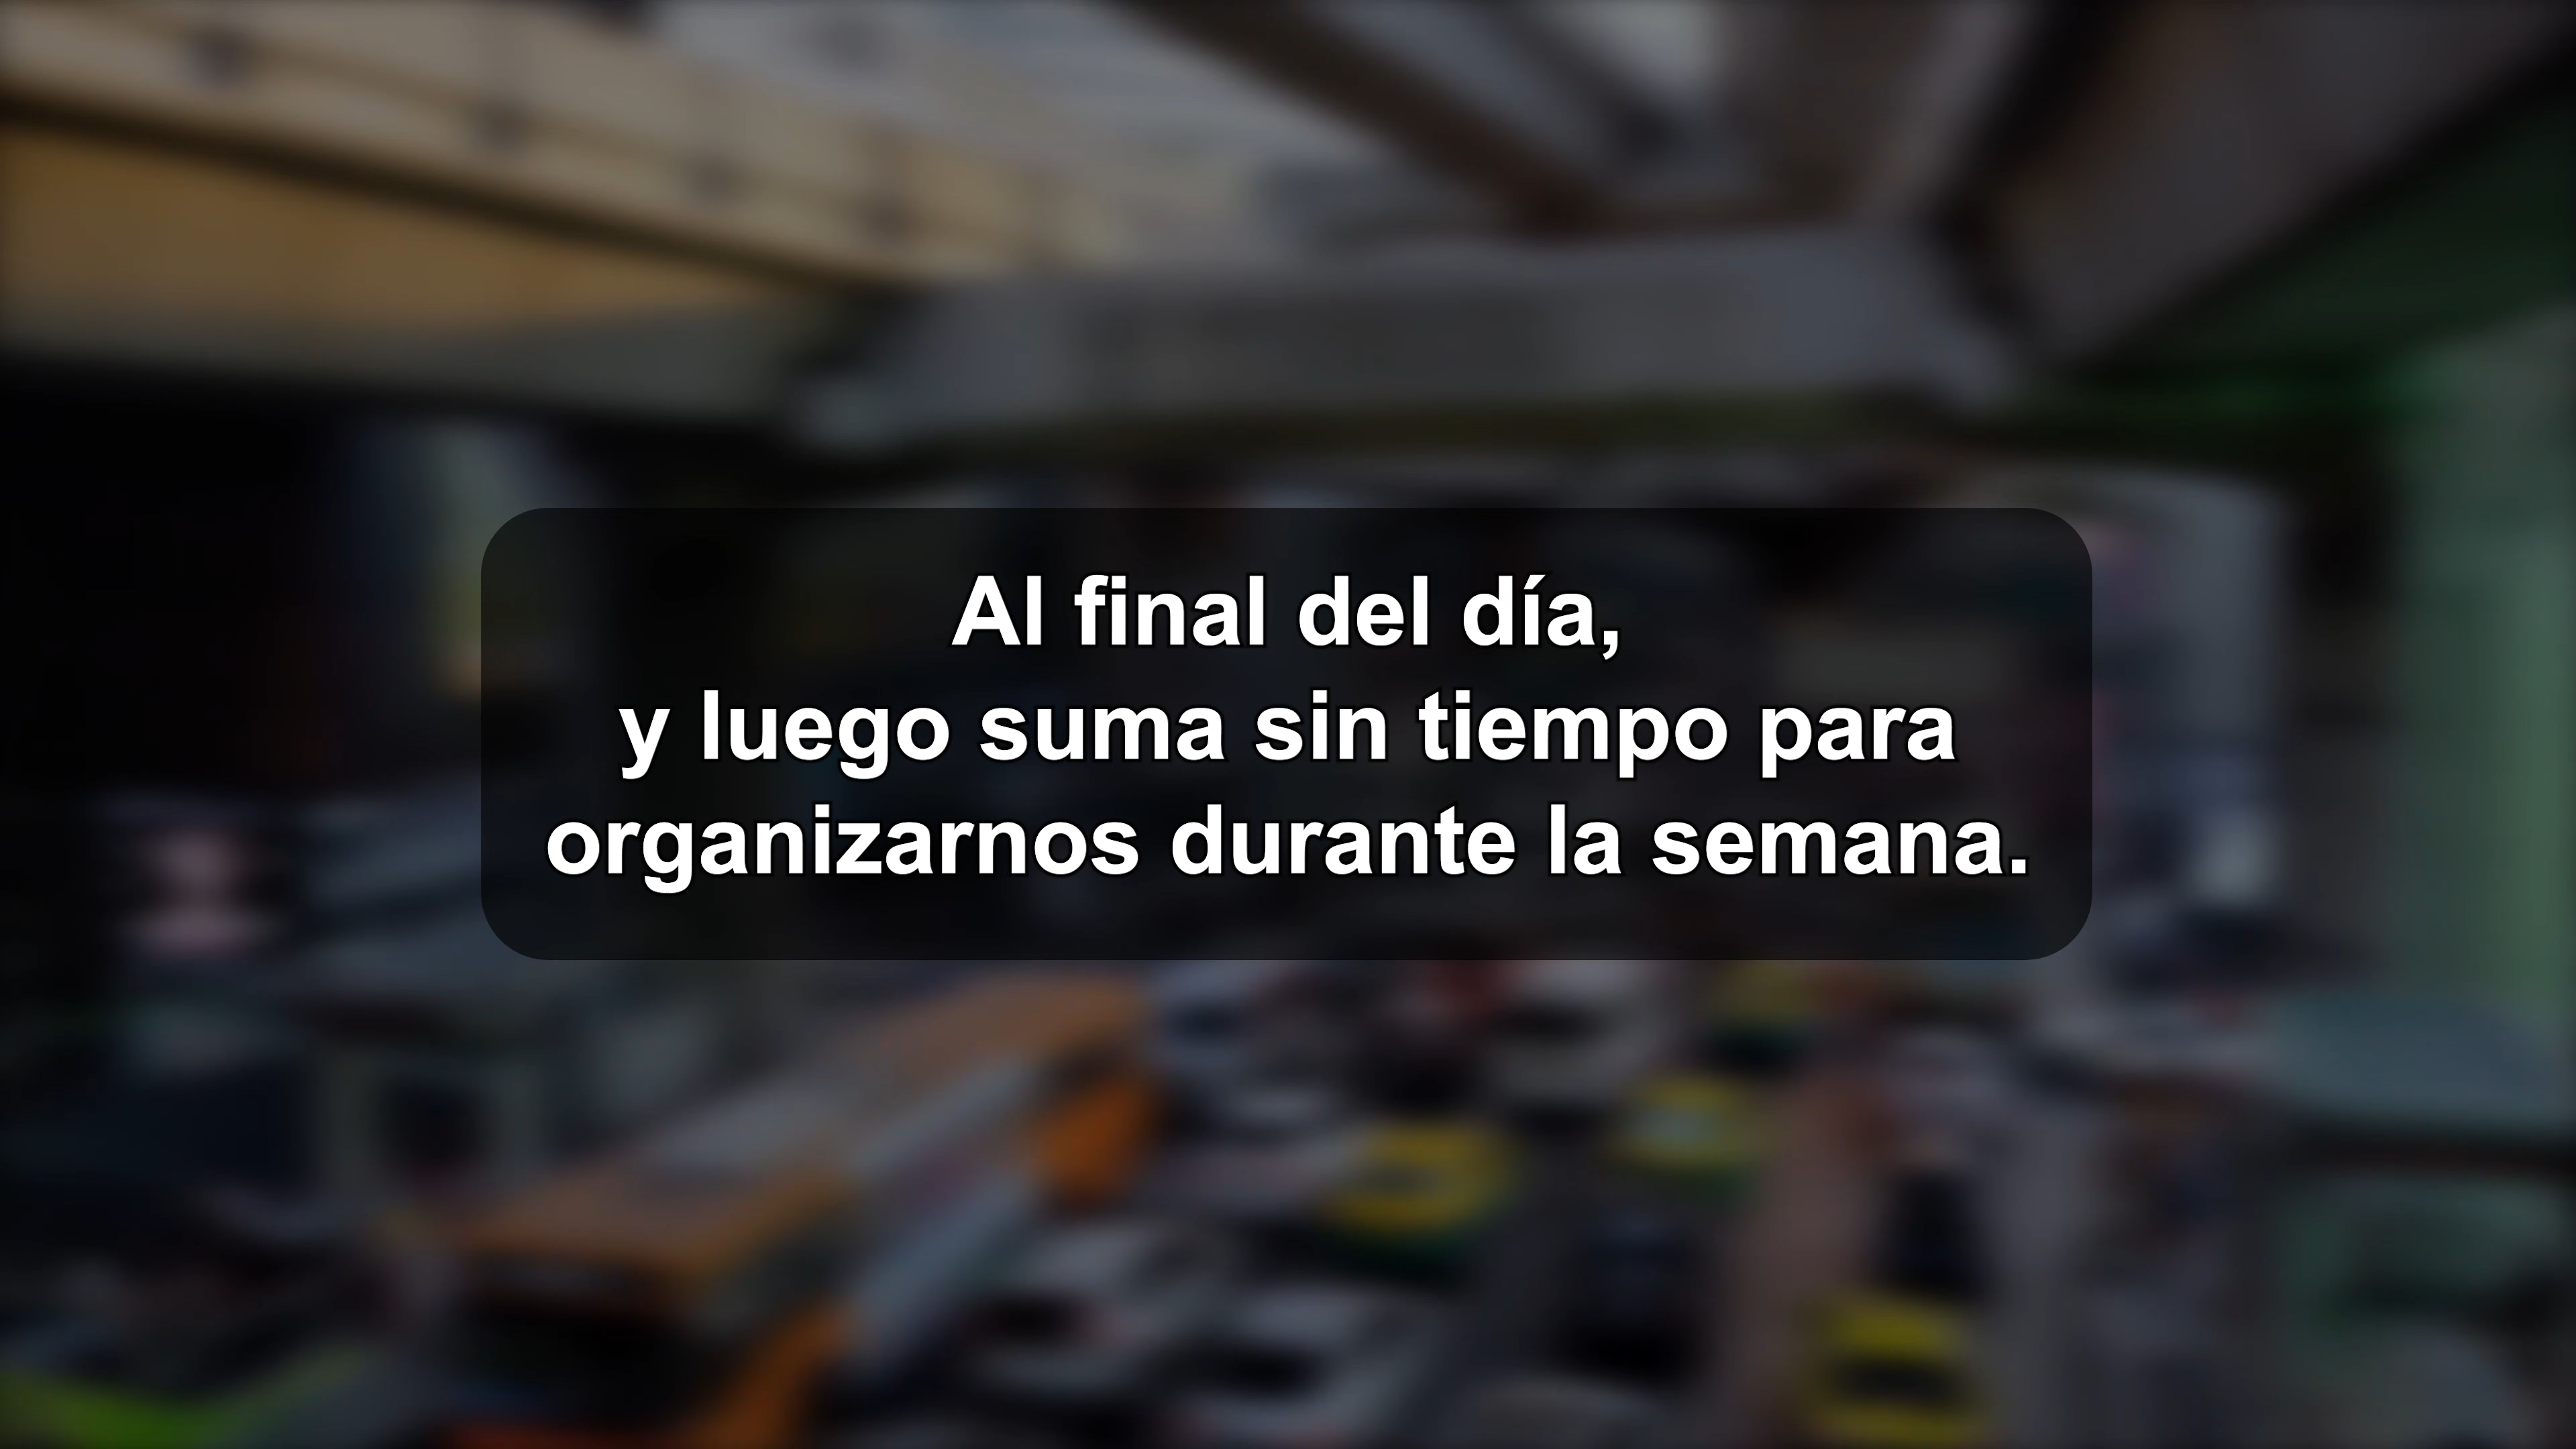 Al final del día,
y luego suma sin tiempo para
organizarnos durante la semana.